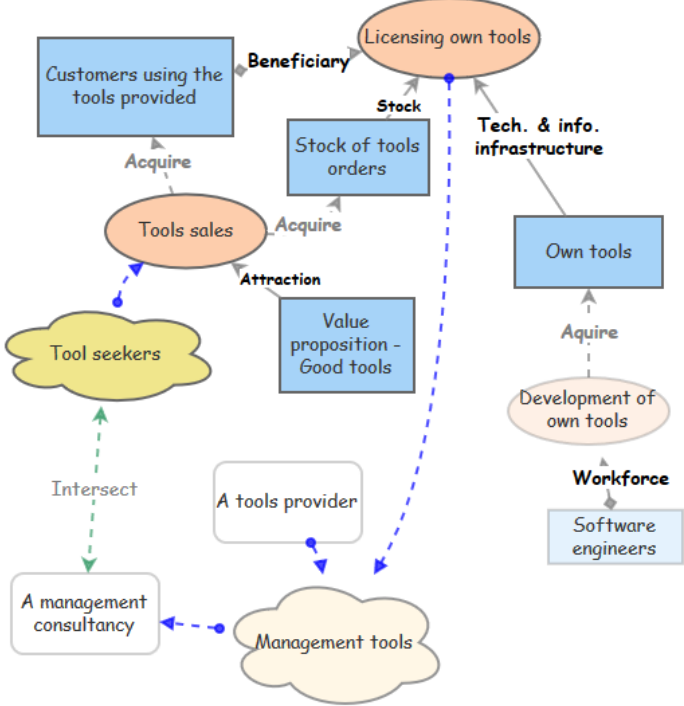 Licensing own tools
Customers using the
tools provided
Beneficiary
Stock
Tech. & info.
infrastructure
Stock of tools
orders
Acquire
Tools sales
Acquire
Own tools
Attraction
Value
proposition -
Good tools
Tool seekers
Aquire
Development of
own tools
Intersect
A tools provider
Workforce
Software
engineers
A management
consultancy
Management tools